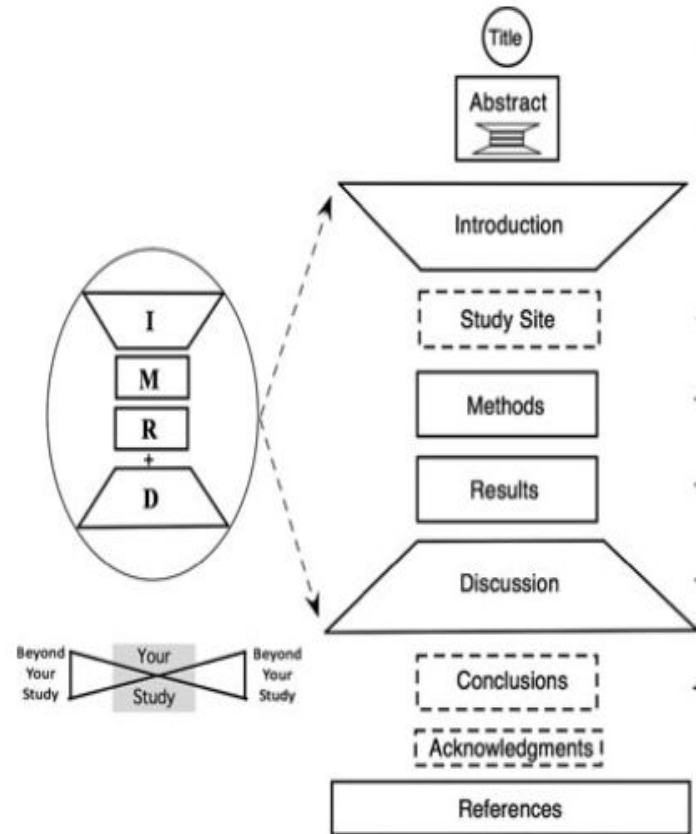 Title
Abstract
Introduction
Study Site
Methods
Results
Discussion
Conclusions
Acknowledgments
References
I
M
R
+
D
Beyond
Your
Study
Your
Study
Beyond
Your
Study